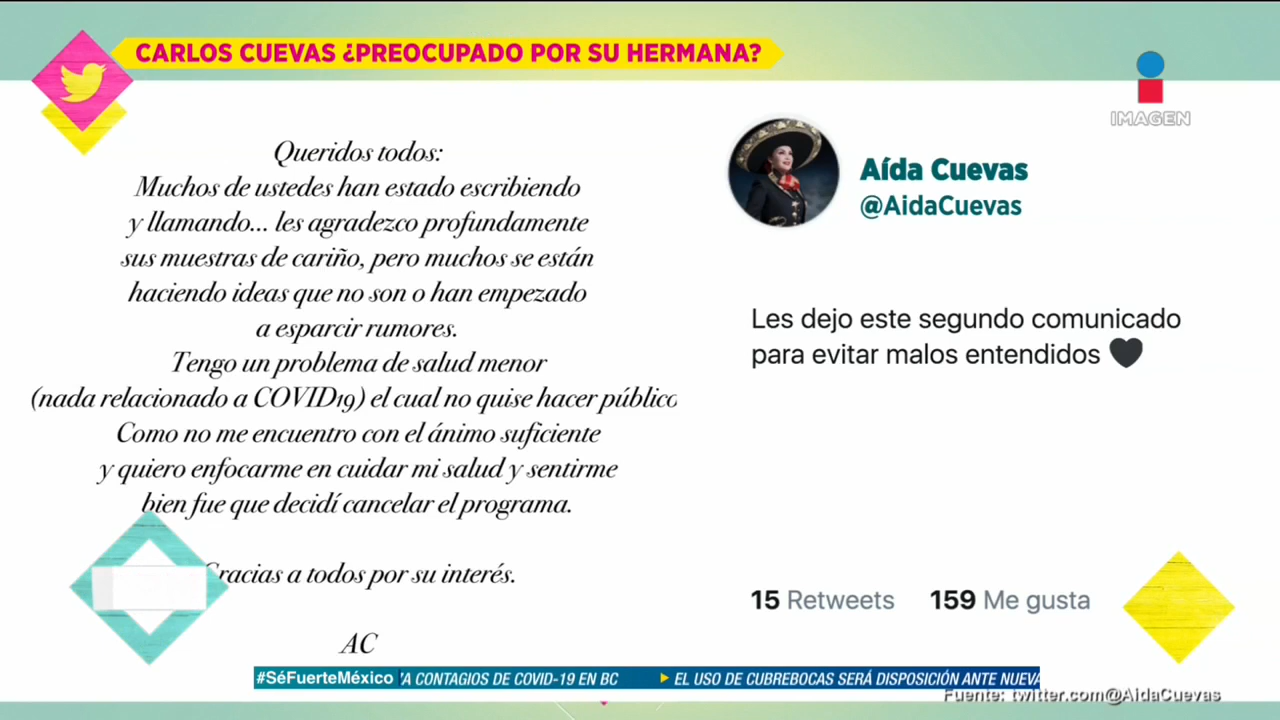 CARLOS CUEVAS ¿PREOCUPADO POR SU HERMANA?
IMAGEN
Queridos todos:
Muchos de ustedes han estado escribiendo
y llamando... les agradezco profundamente
sus muestras de cariño, pero muchos se están
haciendo ideas que no son o han empezado
a esparcir rumores.
Tengo un problema de salud menor
(nada relacionado a COVID19) el cual no quise hacer público
Como no me encuentro con el ánimo suficiente
y quiero enfocarme en cuidar mi salud y sentirme
bien fue que decidí cancelar el programa.
Gracias a todos por su interés.
AC
Aída Cuevas
@AidaCuevas
Les dejo este segundo comunicado
para evitar malos entendidos 🖤
15 Retweets 159 Me gusta
#SéFuerteMéxico A CONTAGIOS DE COVID-19 EN BC ▶ EL USO DE CUBREBOCAS SERÁ DISPOSICIÓN ANTE NUEVA
Fuente: twitter.com@AidaCuevas